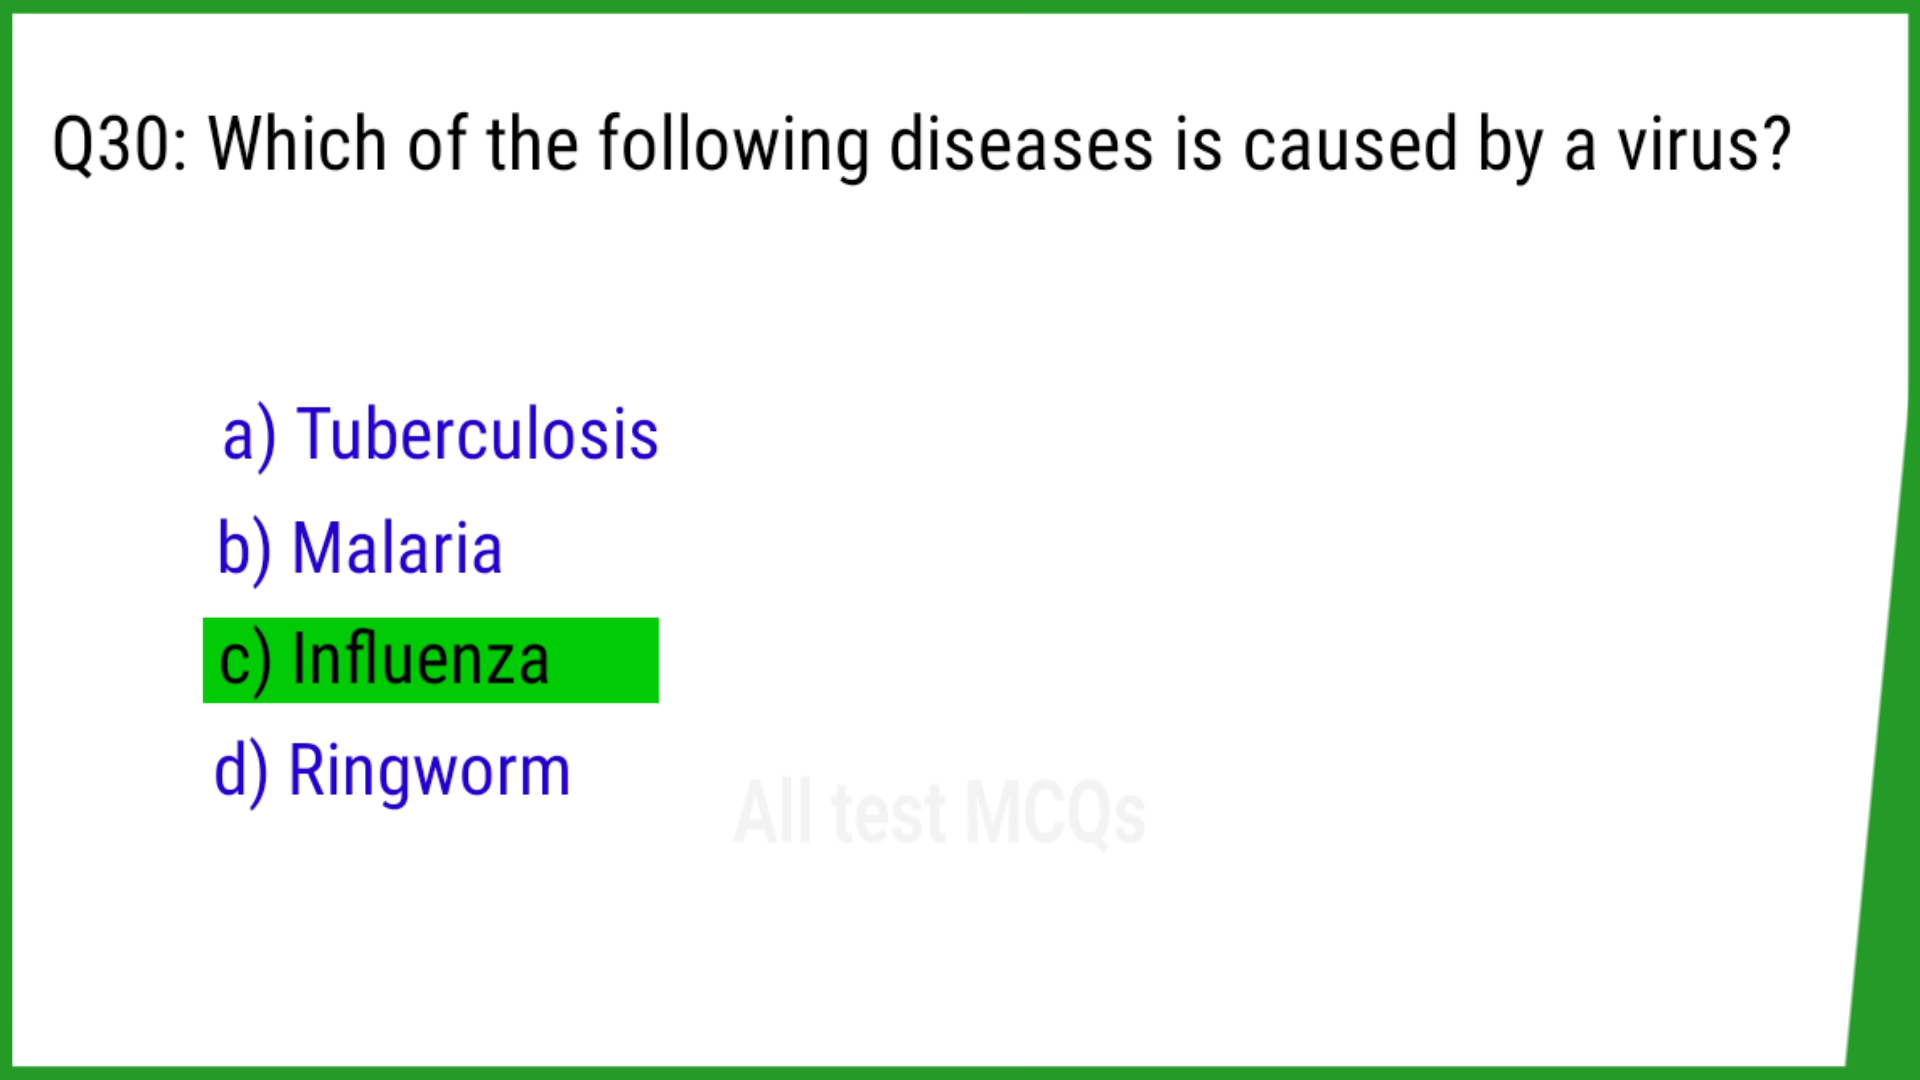 Q30: Which of the following diseases is caused by a virus?
a) Tuberculosis
b) Malaria
c) Influenza
d) Ringworm
All test MCQs